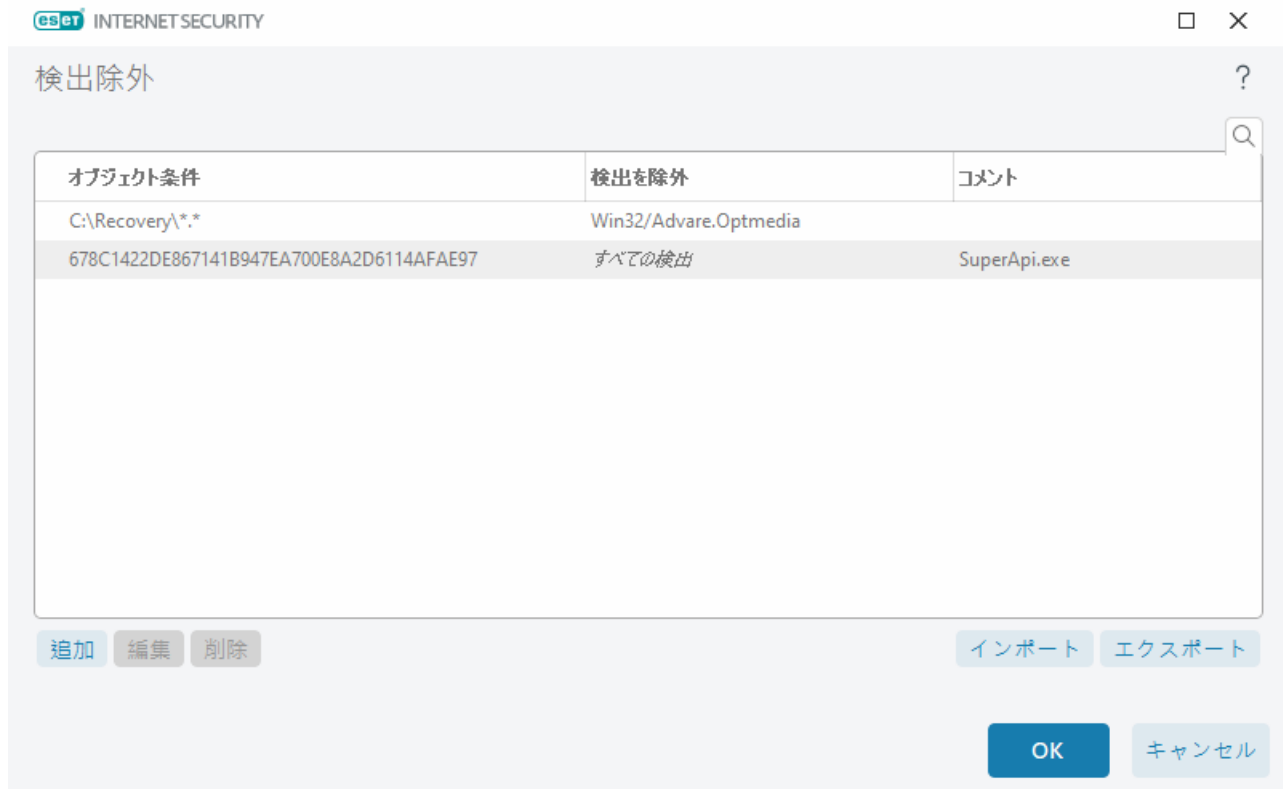 eset INTERNET SECURITY
検出除外
?
オブジェクト条件 検出を除外 コメント
C:\Recovery\*.* Win32/Advare.Optmedia
678C1422DE867141B947EA700E8A2D6114AFAE97 すべての検出 SuperApi.exe
追加 編集 削除 インポート エクスポート
OK キャンセル